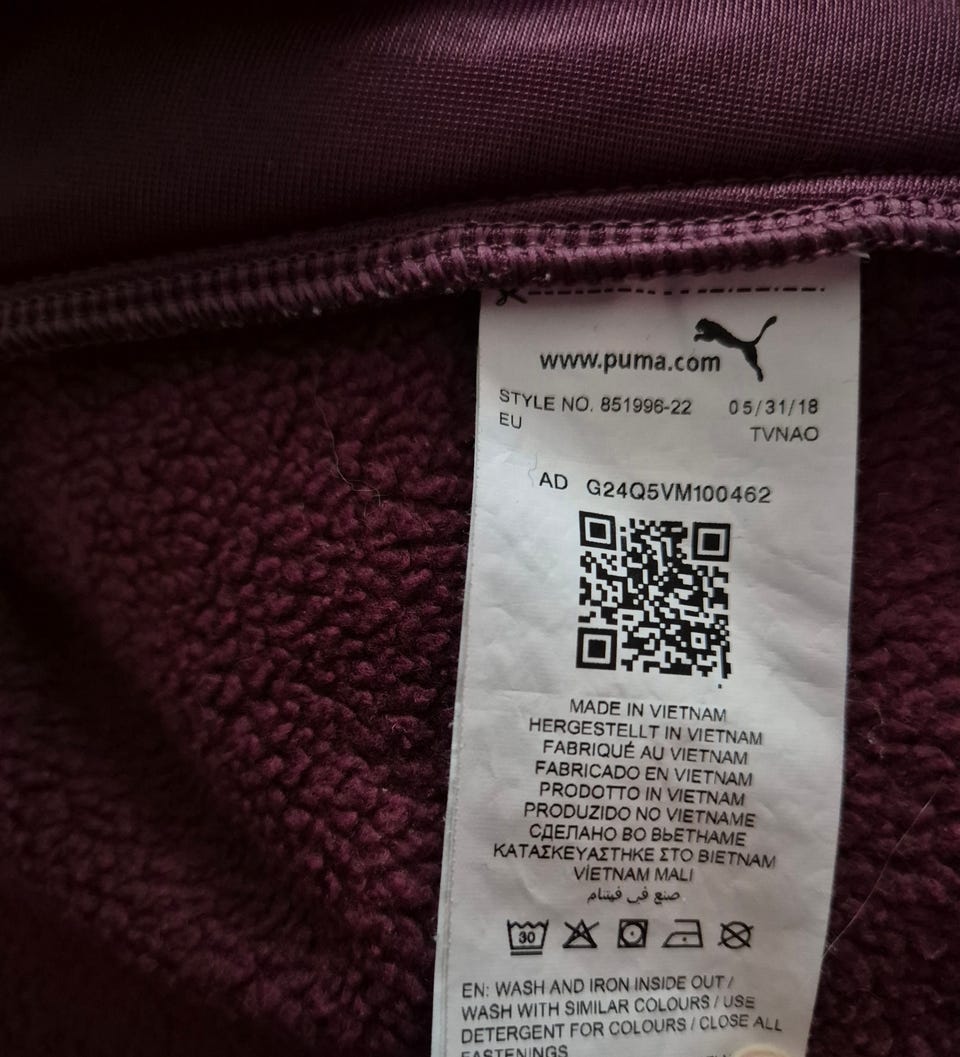 www.puma.com
STYLE NO. 851996-22 05/31/18
EU TVNAO
AD G24Q5VM100462
MADE IN VIETNAM
HERGESTELLT IN VIETNAM
FABRIQUÉ AU VIETNAM
FABRICADO EN VIETNAM
PRODOTTO IN VIETNAM
PRODUZIDO NO VIETNAME
СДЕЛАНО ВО ВЬЕТНАМЕ
ΚΑΤΑΣΚΕΥΑΣΤΗΚΕ ΣΤΟ ΒΙΕΤΝΑΜ
VİETNAM MALI
صنع في فيتنام
30
EN: WASH AND IRON INSIDE OUT /
WASH WITH SIMILAR COLOURS / USE
DETERGENT FOR COLOURS / CLOSE ALL
FASTENINGS